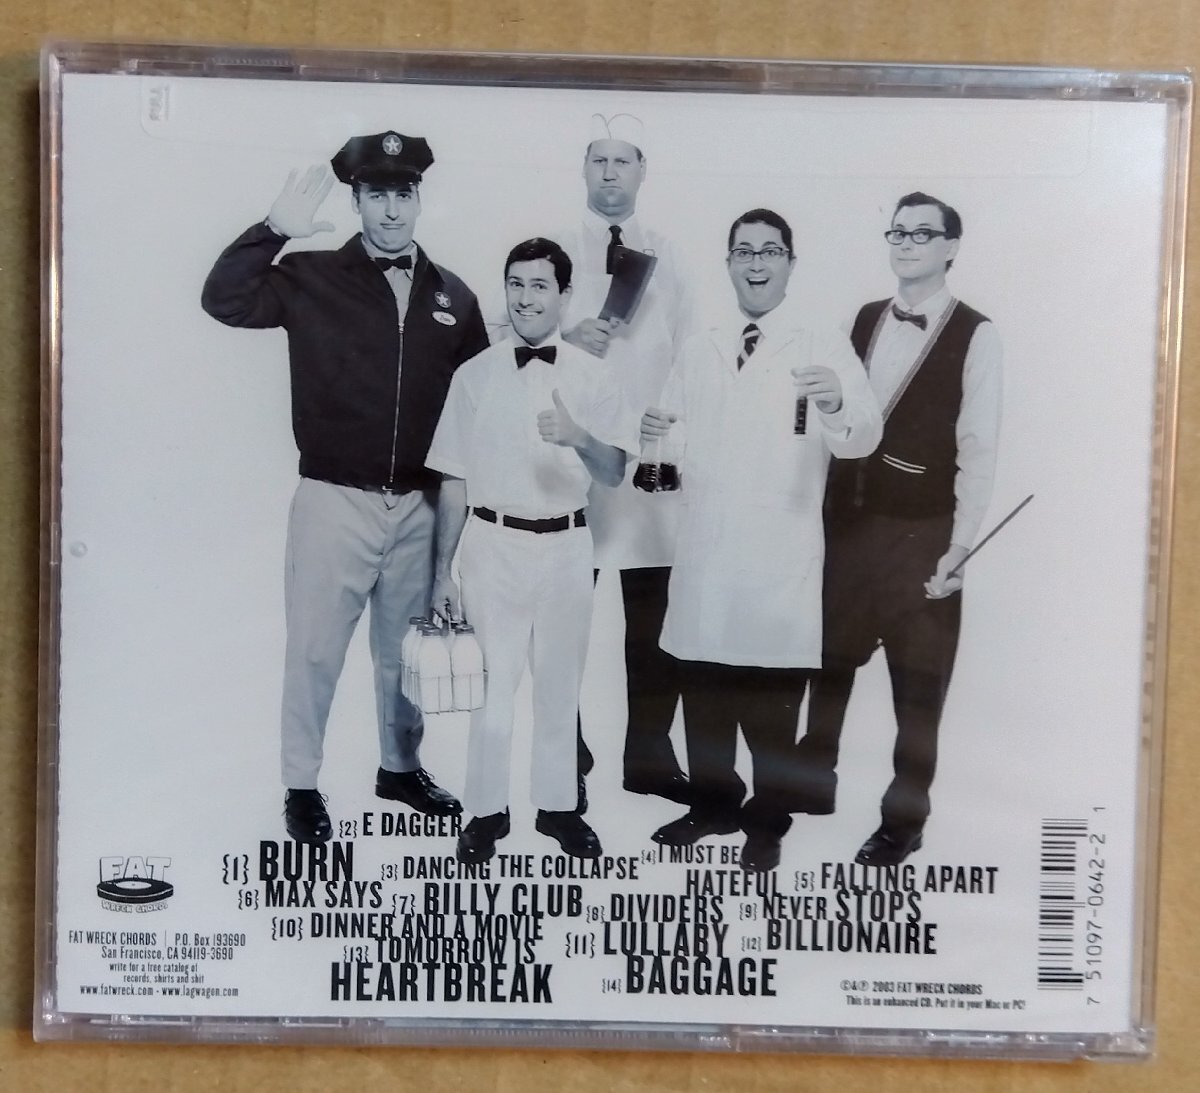 PULL
{2} E DAGGER
{1} BURN
{3} DANCING THE COLLAPSE
{4} I MUST BE
HATEFUL
{5} FALLING APART
{6} MAX SAYS
{7} BILLY CLUB
{8} DIVIDERS
{9} NEVER STOPS
{10} DINNER AND A MOVIE
{11} LULLABY
{12} BILLIONAIRE
{13} TOMORROW IS
HEARTBREAK
{14} BAGGAGE
FAT
WRECK CHORDS
FAT WRECK CHORDS | P.O. Box 193690
San Francisco, CA 94119-3690
write for a free catalog of
records, shirts and shit
www.fatwreck.com - www.lagwagon.com
©&℗ 2003 FAT WRECK CHORDS
This is an enhanced CD. Put it in your Mac or PC!
7 51097-0642-2 1